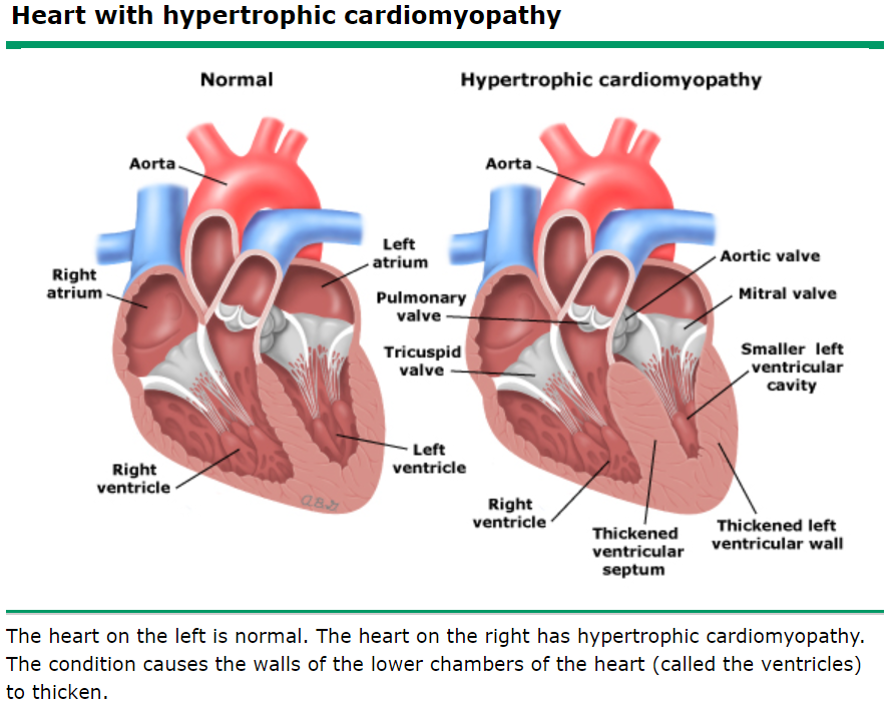 Heart with hypertrophic cardiomyopathy
Normal
Hypertrophic cardiomyopathy
Aorta
Right
atrium
Left
atrium
Pulmonary
valve
Tricuspid
valve
Right
ventricle
Left
ventricle
Aorta
Aortic valve
Mitral valve
Smaller left
ventricular
cavity
Right
ventricle
Thickened
ventricular
septum
Thickened left
ventricular wall
The heart on the left is normal. The heart on the right has hypertrophic cardiomyopathy.
The condition causes the walls of the lower chambers of the heart (called the ventricles)
to thicken.